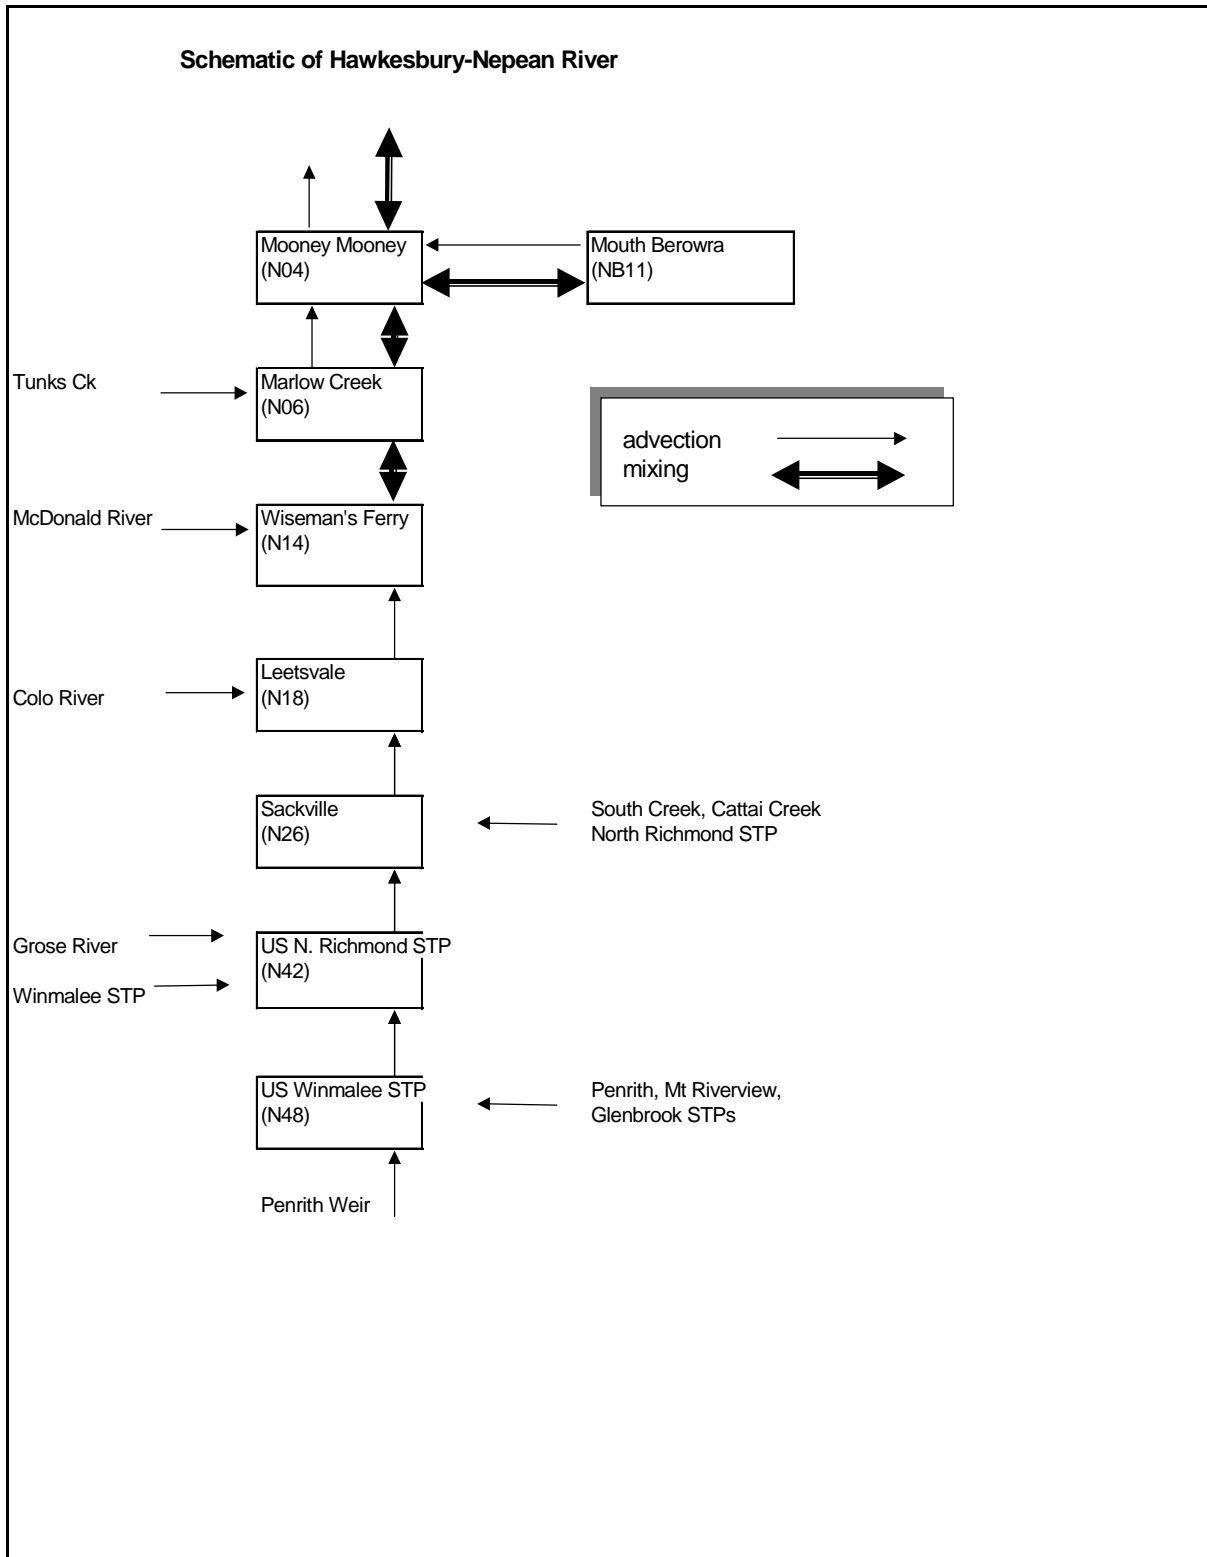 Schematic of Hawkesbury-Nepean River
Mooney Mooney
(N04)
Mouth Berowra
(NB11)
Tunks Ck
Marlow Creek
(N06)
advection
mixing
McDonald River
Wiseman's Ferry
(N14)
Colo River
Leetsvale
(N18)
Sackville
(N26)
South Creek, Cattai Creek
North Richmond STP
Grose River
Winmalee STP
US N. Richmond STP
(N42)
US Winmalee STP
(N48)
Penrith, Mt Riverview,
Glenbrook STPs
Penrith Weir